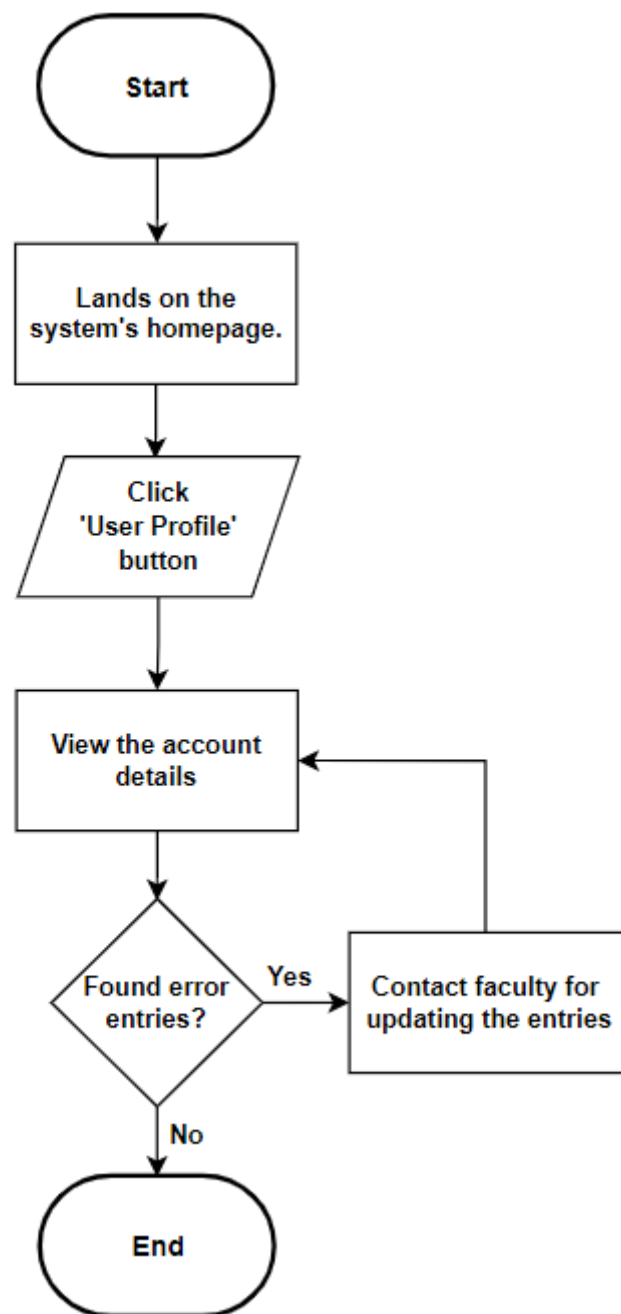 Start
Lands on the
system's homepage.
Click
'User Profile'
button
View the account
details
Found error
entries?
Yes
Contact faculty for
updating the entries
No
End